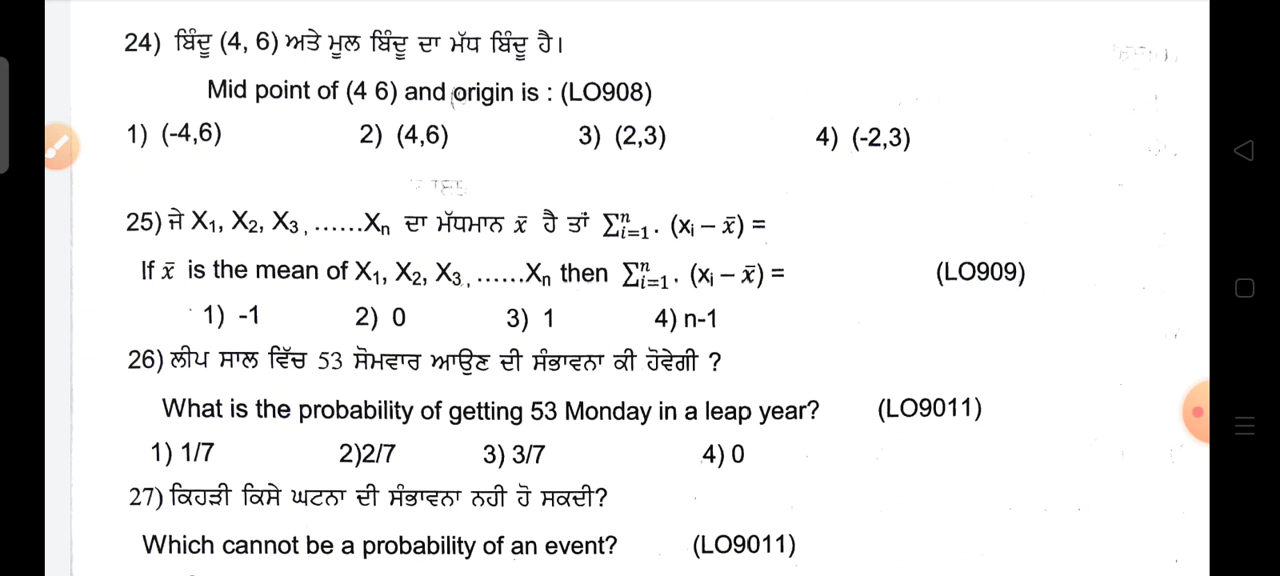 24) ਬਿੰਦੂ (4, 6) ਅਤੇ ਮੂਲ ਬਿੰਦੂ ਦਾ ਮੱਧ ਬਿੰਦੂ ਹੈ।
Mid point of (4 6) and origin is : (LO908)
1) (-4,6) 2) (4,6) 3) (2,3) 4) (-2,3)
25) ਜੇ X₁, X₂, X₃, ......Xₙ ਦਾ ਮੱਧਮਾਨ x̄ ਹੈ ਤਾਂ Σⁿᵢ₌₁. (xᵢ – x̄) =
If x̄ is the mean of X₁, X₂, X₃, ......Xₙ then Σⁿᵢ₌₁. (xᵢ – x̄) = (LO909)
1) -1 2) 0 3) 1 4) n-1
26) ਲੀਪ ਸਾਲ ਵਿੱਚ 53 ਸੋਮਵਾਰ ਆਉਣ ਦੀ ਸੰਭਾਵਨਾ ਕੀ ਹੋਵੇਗੀ ?
What is the probability of getting 53 Monday in a leap year? (LO9011)
1) 1/7 2)2/7 3) 3/7 4) 0
27) ਕਿਹੜੀ ਕਿਸੇ ਘਟਨਾ ਦੀ ਸੰਭਾਵਨਾ ਨਹੀ ਹੋ ਸਕਦੀ?
Which cannot be a probability of an event? (LO9011)